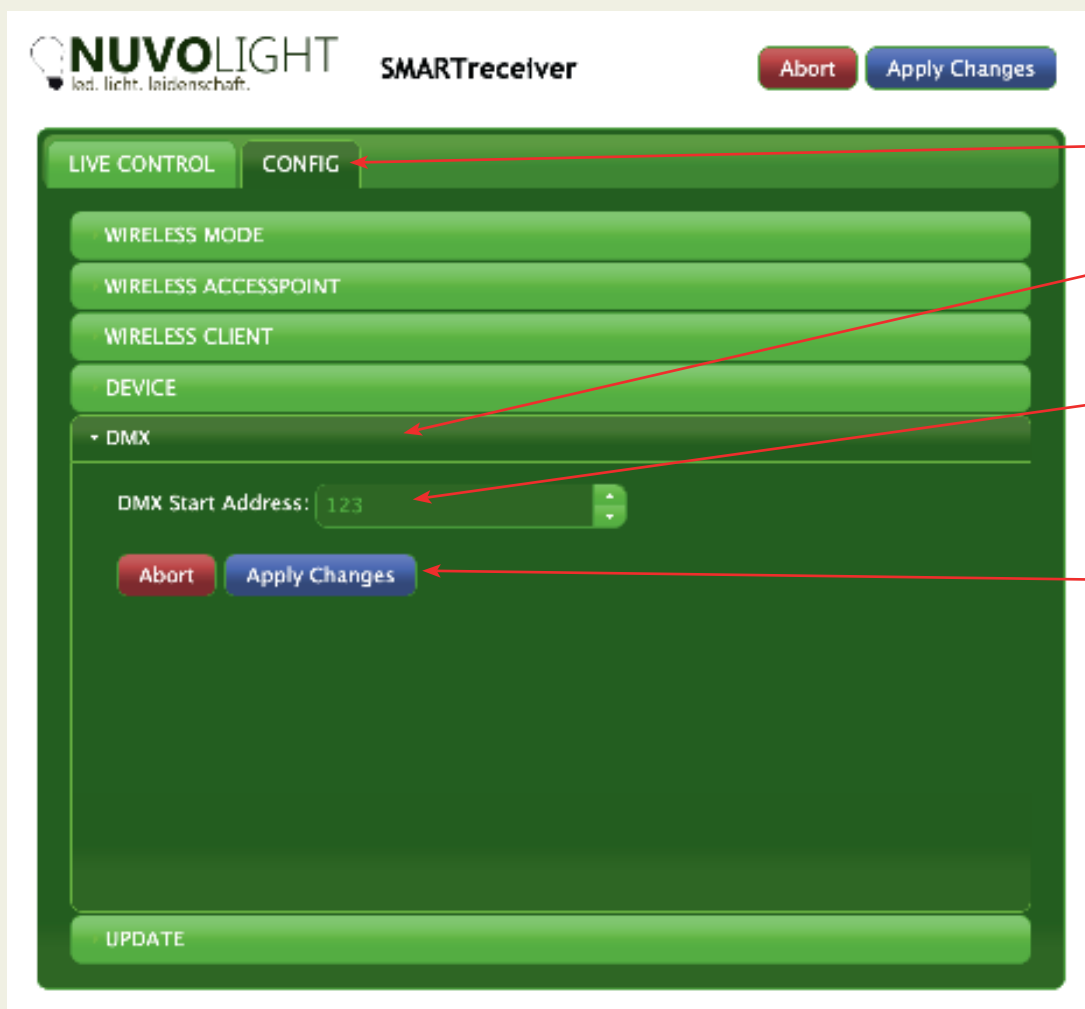 NUVOLIGHT
led. licht. leidenschaft.
SMARTreceiver
Abort
Apply Changes
LIVE CONTROL
CONFIG
WIRELESS MODE
WIRELESS ACCESSPOINT
WIRELESS CLIENT
DEVICE
DMX
DMX Start Address: 123
Abort
Apply Changes
UPDATE